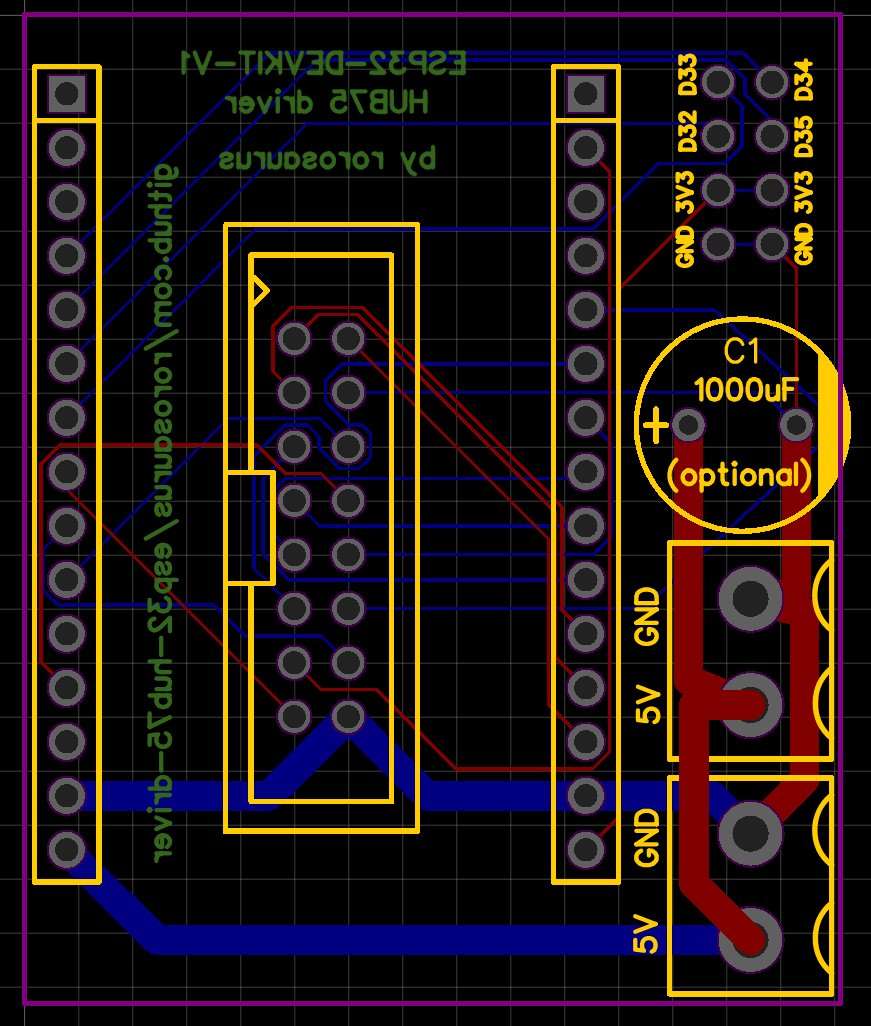 ESP32-DEVKIT-V1
HUB75 driver
by rorosaurus
github.com/rorosaurus/esp32-hub75-driver
D33
D34
D32
D35
3V3
3V3
GND
GND
C1
1000uF
+
(optional)
GND
5V
GND
5V